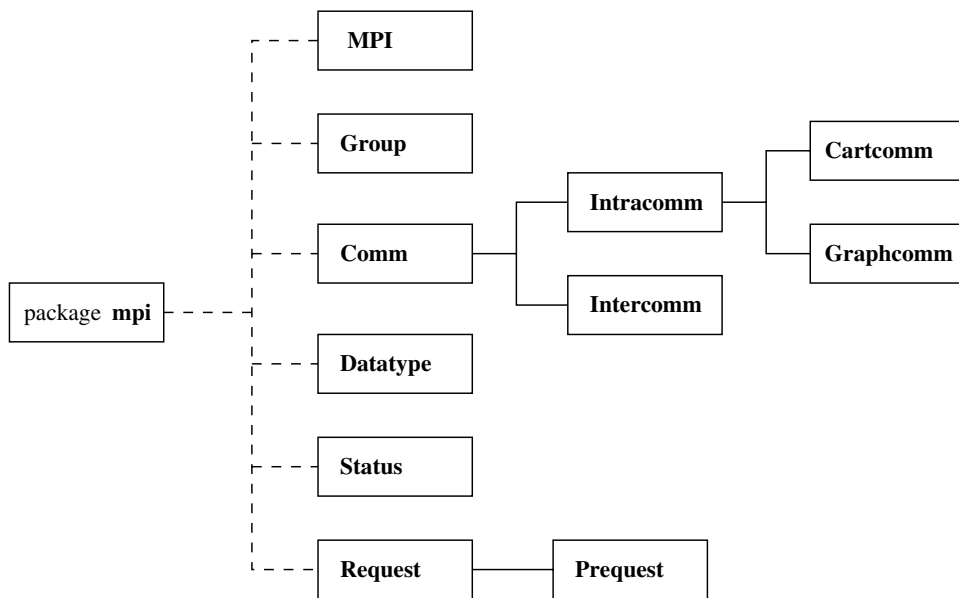 MPI
Group
Cartcomm
Intracomm
Comm
Graphcomm
Intercomm
package mpi
Datatype
Status
Request
Prequest